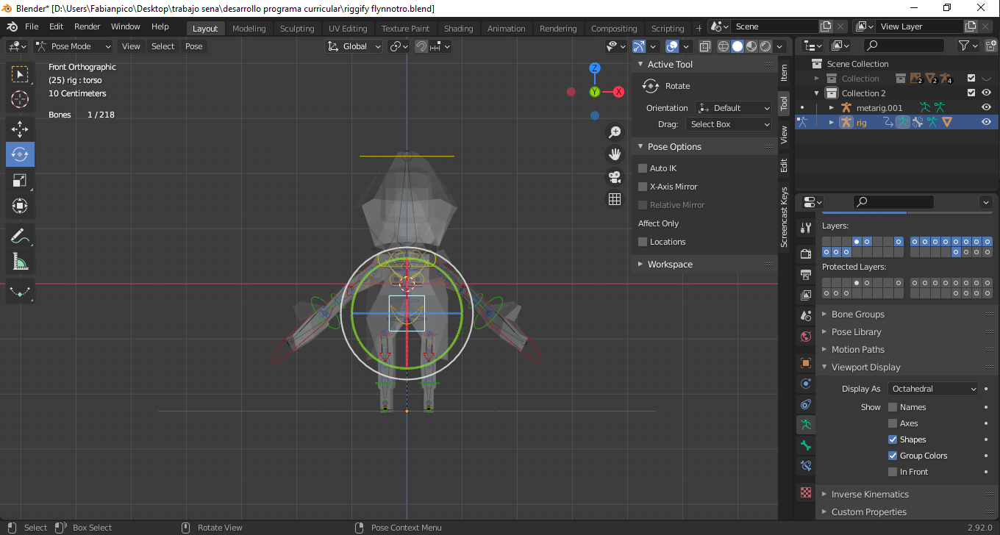 Blender* [D:\Users\Fabianpico\Desktop\trabajo sena\desarrollo programa curricular\riggify flynnotro.blend]
File Edit Render Window Help Layout Modeling Sculpting UV Editing Texture Paint Shading Animation Rendering Compositing Scripting + Scene View Layer
Pose Mode View Select Pose Global
Front Orthographic
(25) rig : torso
10 Centimeters
Bones 1 / 218
Z
Y
X
Active Tool
Rotate
Orientation Default
Drag: Select Box
Pose Options
Auto IK
X-Axis Mirror
Relative Mirror
Affect Only
Locations
Workspace
Item
Tool
View
Edit
Screencast Keys
Scene Collection
Collection 2 2 4
Collection 2
metarig.001
rig
Layers:
Protected Layers:
Bone Groups
Pose Library
Motion Paths
Viewport Display
Display As Octahedral
Show Names
Axes
Shapes
Group Colors
In Front
Inverse Kinematics
Custom Properties
Select Box Select Rotate View Pose Context Menu 2.92.0